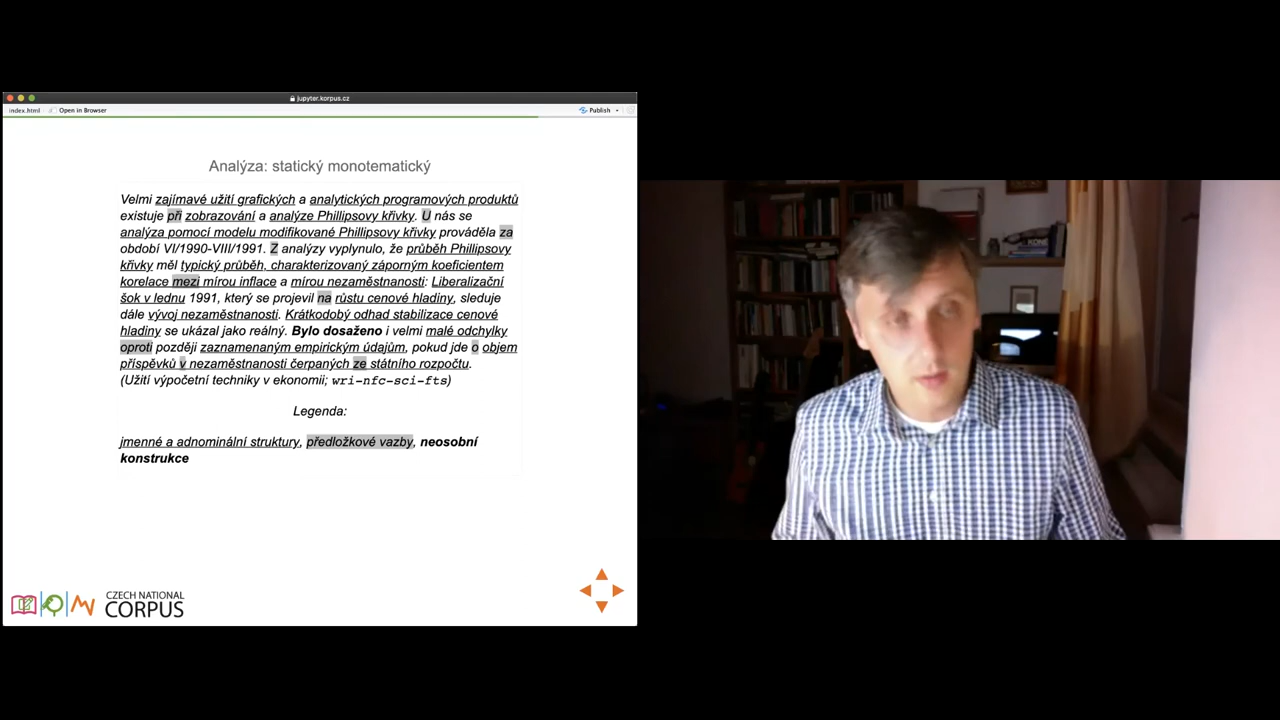 jupyter.korpus.cz
index.html Open in Browser Publish
Analýza: statický monotematický
Velmi zajímavé užití grafických a analytických programových produktů
existuje při zobrazování a analýze Phillipsovy křivky. U nás se
analýza pomocí modelu modifikované Phillipsovy křivky prováděla za
období VI/1990-VIII/1991. Z analýzy vyplynulo, že průběh Phillipsovy
křivky měl typický průběh, charakterizovaný záporným koeficientem
korelace mezi mírou inflace a mírou nezaměstnanosti: Liberalizační
šok v lednu 1991, který se projevil na růstu cenové hladiny, sleduje
dále vývoj nezaměstnanosti. Krátkodobý odhad stabilizace cenové
hladiny se ukázal jako reálný. Bylo dosaženo i velmi malé odchylky
oproti později zaznamenaným empirickým údajům, pokud jde o objem
příspěvků v nezaměstnanosti čerpaných ze státního rozpočtu.
(Užití výpočetní techniky v ekonomii; wri-nfc-sci-fts)
Legenda:
jmenné a adnominální struktury, předložkové vazby, neosobní
konstrukce
CZECH NATIONAL
CORPUS